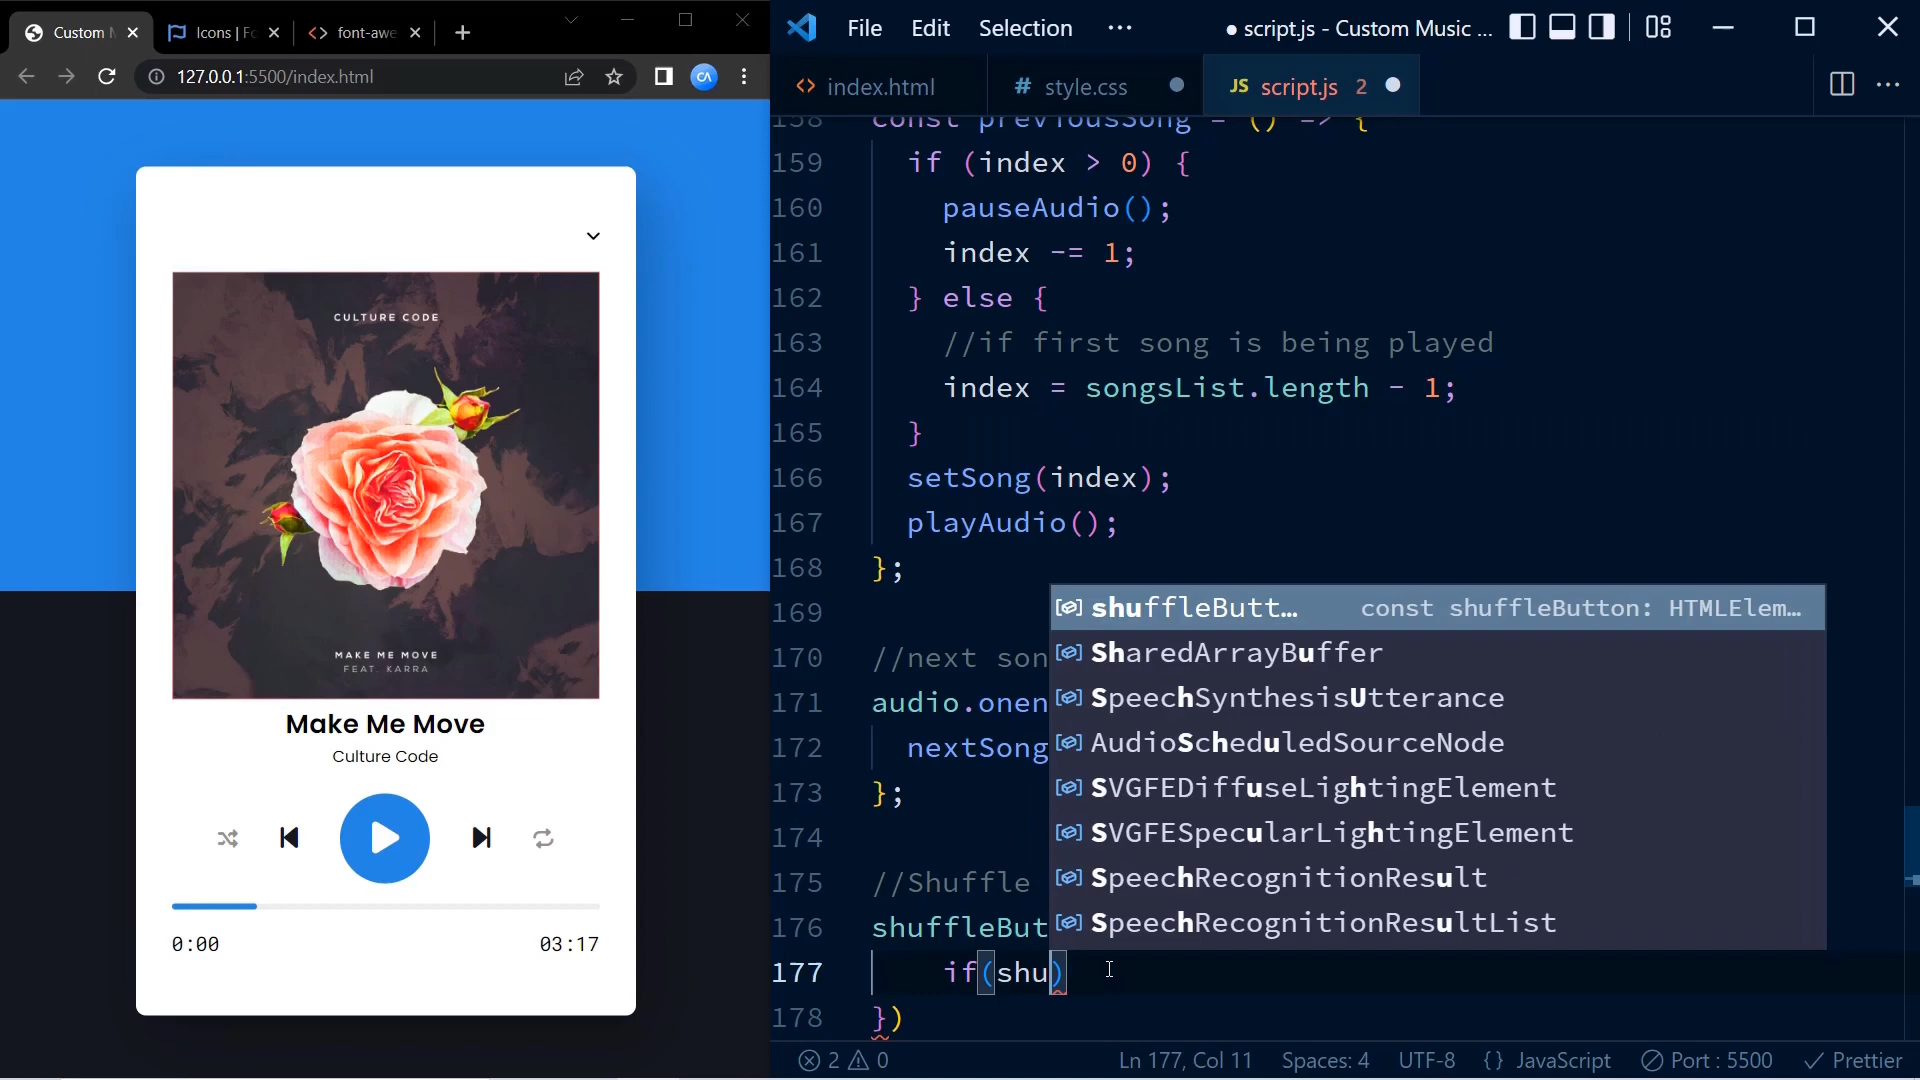 Custom M
Icons | Fo
font-awe
127.0.0.1:5500/index.html
CA
CULTURE CODE
MAKE ME MOVE
FEAT. KARRA
Make Me Move
Culture Code
0:00
03:17
File Edit Selection ···
● script.js - Custom Music ...
<> index.html
# style.css
JS script.js 2
158 const previousSong = () => {
159 if (index > 0) {
160 pauseAudio();
161 index -= 1;
162 } else {
163 //if first song is being played
164 index = songsList.length - 1;
165 }
166 setSong(index);
167 playAudio();
168 };
169
170 //next son
171 audio.onen
172 nextSong
173 };
174
175 //Shuffle
176 shuffleBut
177 if(shu)
178 })
shuffleButt… const shuffleButton: HTMLElem…
SharedArrayBuffer
SpeechSynthesisUtterance
AudioScheduledSourceNode
SVGFEDiffuseLightingElement
SVGFESpecularLightingElement
SpeechRecognitionResult
SpeechRecognitionResultList
2 0
Ln 177, Col 11
Spaces: 4
UTF-8
{ } JavaScript
Port : 5500
Prettier